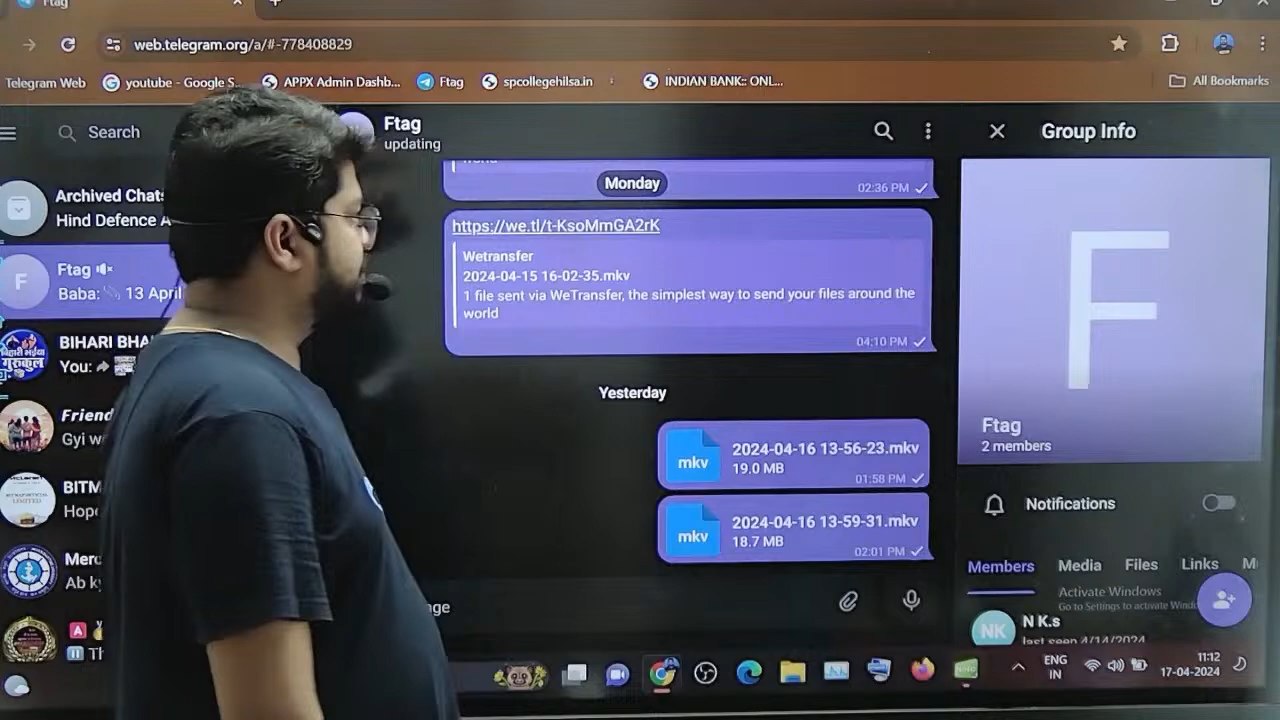 Ftag
web.telegram.org/a/#-778408829
Telegram Web
youtube - Google S...
APPX Admin Dashb...
Ftag
spcollegehilsa.in
INDIAN BANK:: ONL...
All Bookmarks
Search
Ftag
updating
Group Info
Archived Chats
Hind Defence A
Ftag
Baba: 13 April
BIHARI BHAI
You:
Friend
Gyi w
BITM
Hope
Merc
Ab k
02:36 PM
Monday
https://we.tl/t-KsoMmGA2rK
Wetransfer
2024-04-15 16-02-35.mkv
1 file sent via WeTransfer, the simplest way to send your files around the
world
04:10 PM
Yesterday
mkv
2024-04-16 13-56-23.mkv
19.0 MB
01:58 PM
mkv
2024-04-16 13-59-31.mkv
18.7 MB
02:01 PM
F
F
Ftag
2 members
Notifications
Members Media Files Links M
Activate Windows
Go to Settings to activate Windo
NK
N K.s
last seen 4/14/2024
ENG
IN
11:12
17-04-2024